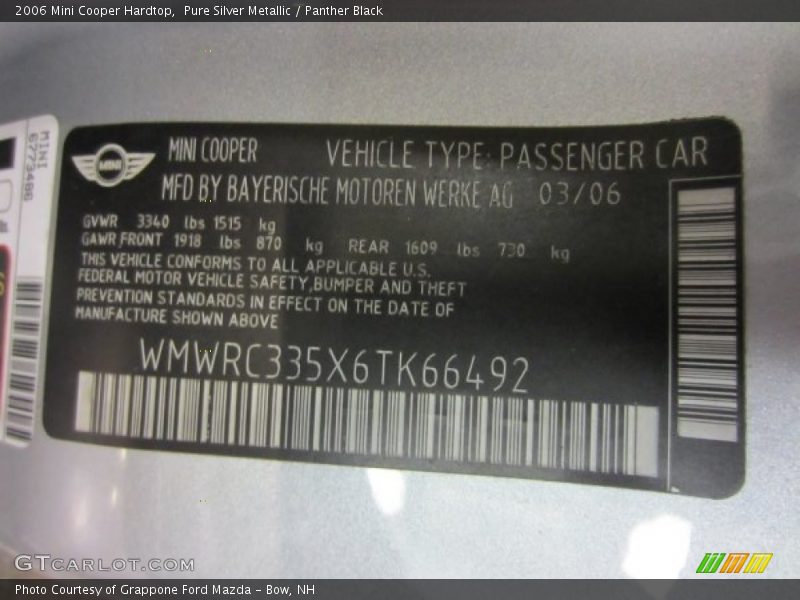 2006 Mini Cooper Hardtop,  Pure Silver Metallic / Panther Black
MINI
6773486
MINI
MINI COOPER VEHICLE TYPE: PASSENGER CAR
MFD BY BAYERISCHE MOTOREN WERKE AG 03/06
GVWR 3340 lbs 1515 kg
GAWR FRONT 1918 lbs 870 kg REAR 1609 lbs 730 kg
THIS VEHICLE CONFORMS TO ALL APPLICABLE U.S.
FEDERAL MOTOR VEHICLE SAFETY,BUMPER AND THEFT
PREVENTION STANDARDS IN EFFECT ON THE DATE OF
MANUFACTURE SHOWN ABOVE
WMWRC335X6TK66492
GTCARLOT.COM
Photo Courtesy of Grappone Ford Mazda – Bow, NH